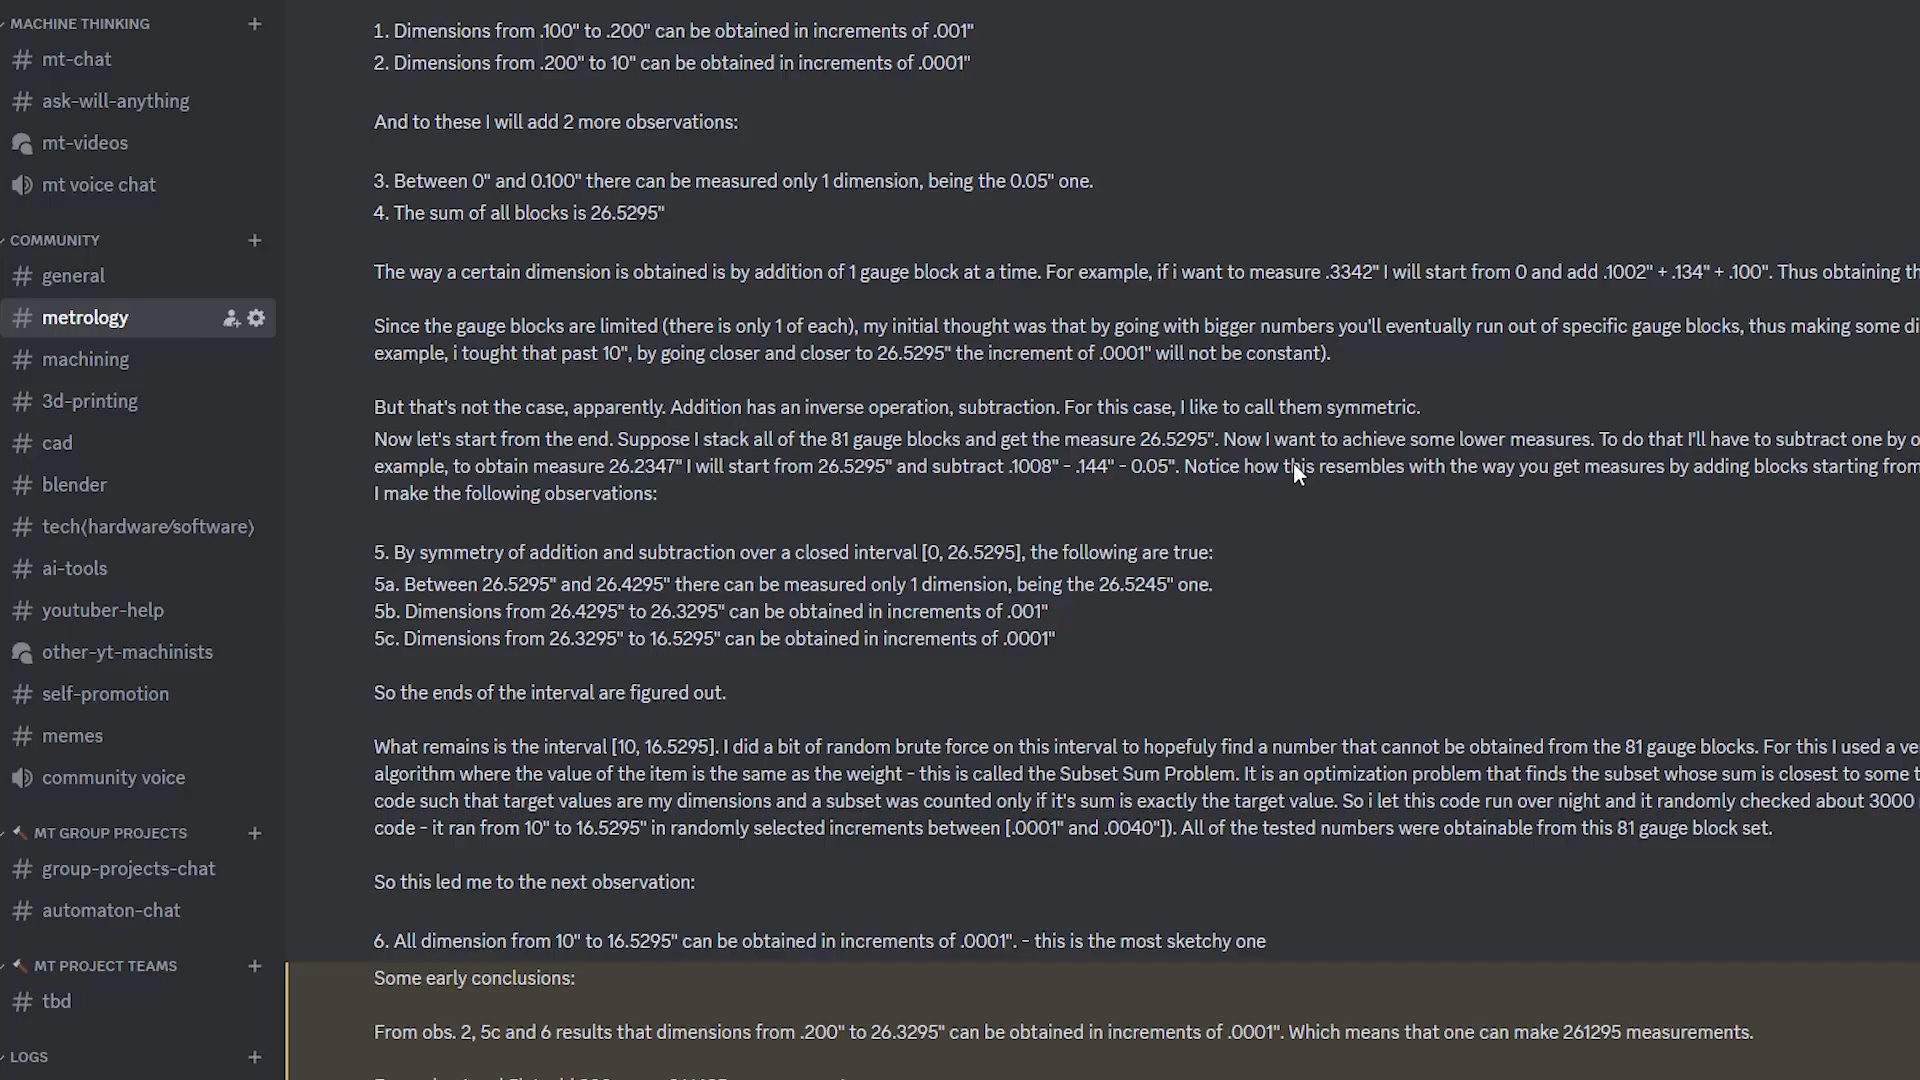 MACHINE THINKING
mt-chat
ask-will-anything
mt-videos
mt voice chat
COMMUNITY
general
metrology
machining
3d-printing
cad
blender
tech(hardware/software)
ai-tools
youtuber-help
other-yt-machinists
self-promotion
memes
community voice
MT GROUP PROJECTS
group-projects-chat
automaton-chat
MT PROJECT TEAMS
tbd
LOGS
1. Dimensions from .100" to .200" can be obtained in increments of .001"
2. Dimensions from .200" to 10" can be obtained in increments of .0001"
And to these I will add 2 more observations:
3. Between 0" and 0.100" there can be measured only 1 dimension, being the 0.05" one.
4. The sum of all blocks is 26.5295"
The way a certain dimension is obtained is by addition of 1 gauge block at a time. For example, if i want to measure .3342" I will start from 0 and add .1002" + .134" + .100". Thus obtaining
Since the gauge blocks are limited (there is only 1 of each), my initial thought was that by going with bigger numbers you'll eventually run out of specific gauge blocks, thus making some
example, i tought that past 10", by going closer and closer to 26.5295" the increment of .0001" will not be constant).
But that's not the case, apparently. Addition has an inverse operation, subtraction. For this case, I like to call them symmetric.
Now let's start from the end. Suppose I stack all of the 81 gauge blocks and get the measure 26.5295". Now I want to achieve some lower measures. To do that I'll have to subtract one by
example, to obtain measure 26.2347" I will start from 26.5295" and subtract .1008" - .144" - 0.05". Notice how this resembles with the way you get measures by adding blocks starting from
I make the following observations:
5. By symmetry of addition and subtraction over a closed interval [0, 26.5295], the following are true:
5a. Between 26.5295" and 26.4295" there can be measured only 1 dimension, being the 26.5245" one.
5b. Dimensions from 26.4295" to 26.3295" can be obtained in increments of .001"
5c. Dimensions from 26.3295" to 16.5295" can be obtained in increments of .0001"
So the ends of the interval are figured out.
What remains is the interval [10, 16.5295]. I did a bit of random brute force on this interval to hopefuly find a number that cannot be obtained from the 81 gauge blocks. For this I used a
algorithm where the value of the item is the same as the weight - this is called the Subset Sum Problem. It is an optimization problem that finds the subset whose sum is closest to some
code such that target values are my dimensions and a subset was counted only if it's sum is exactly the target value. So i let this code run over night and it randomly checked about 3000
code - it ran from 10" to 16.5295" in randomly selected increments between [.0001" and .0040"]). All of the tested numbers were obtainable from this 81 gauge block set.
So this led me to the next observation:
6. All dimension from 10" to 16.5295" can be obtained in increments of .0001". - this is the most sketchy one
Some early conclusions:
From obs. 2, 5c and 6 results that dimensions from .200" to 26.3295" can be obtained in increments of .0001". Which means that one can make 261295 measurements.